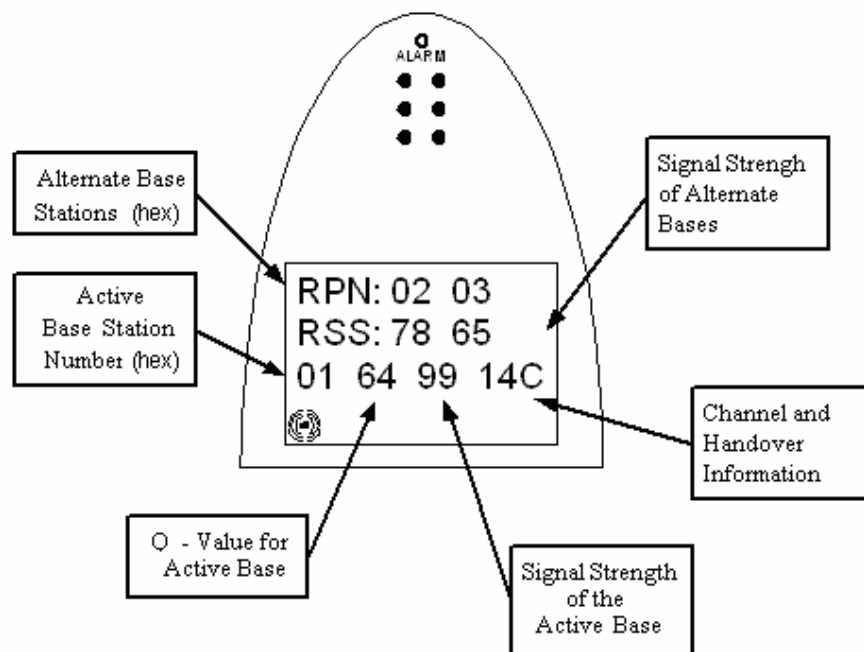 ALARM
Alternate Base
Stations (hex)
Signal Strengh
of Alternate
Bases
Active
Base Station
Number (hex)
RPN: 02 03
RSS: 78 65
01 64 99 14C
Channel and
Handover
Information
Q - Value for
Active Base
Signal Strength
of the
Active Base